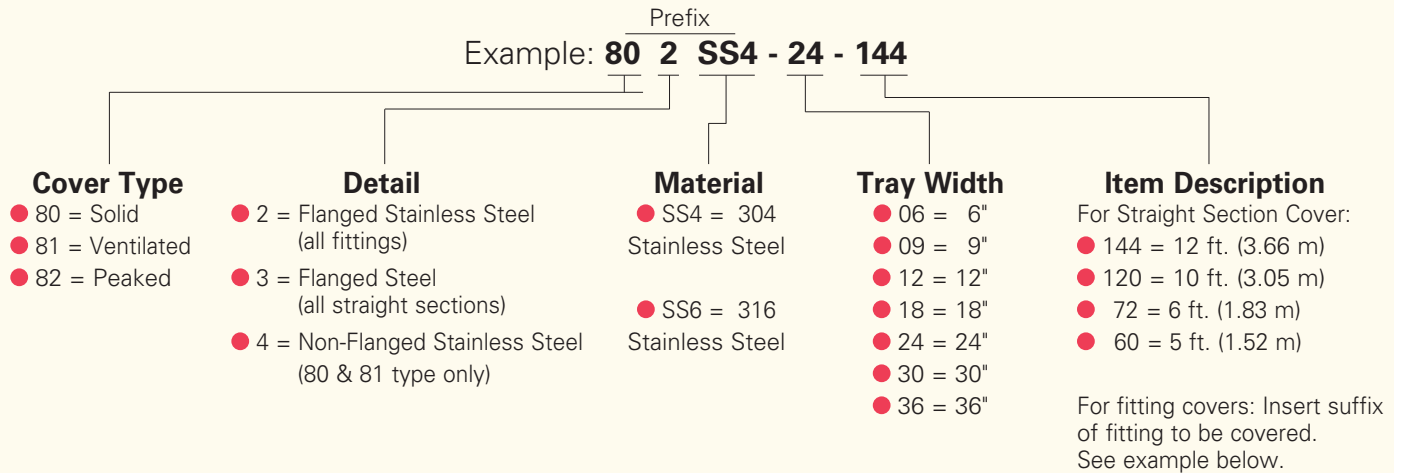 Prefix
Example: 80 2 SS4 - 24 - 144
Cover Type
80 = Solid
81 = Ventilated
82 = Peaked
Detail
2 = Flanged Stainless Steel
(all fittings)
3 = Flanged Steel
(all straight sections)
4 = Non-Flanged Stainless Steel
(80 & 81 type only)
Material
SS4 = 304
Stainless Steel
SS6 = 316
Stainless Steel
Tray Width
06 = 6"
09 = 9"
12 = 12"
18 = 18"
24 = 24"
30 = 30"
36 = 36"
Item Description
For Straight Section Cover:
144 = 12 ft. (3.66 m)
120 = 10 ft. (3.05 m)
72 = 6 ft. (1.83 m)
60 = 5 ft. (1.52 m)
For fitting covers: Insert suffix
of fitting to be covered.
See example below.